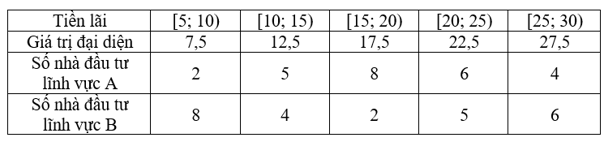 Tiền lãi [5; 10) [10; 15) [15; 20) [20; 25) [25; 30)
Giá trị đại diện 7,5 12,5 17,5 22,5 27,5
Số nhà đầu tư
lĩnh vực A 2 5 8 6 4
Số nhà đầu tư
lĩnh vực B 8 4 2 5 6